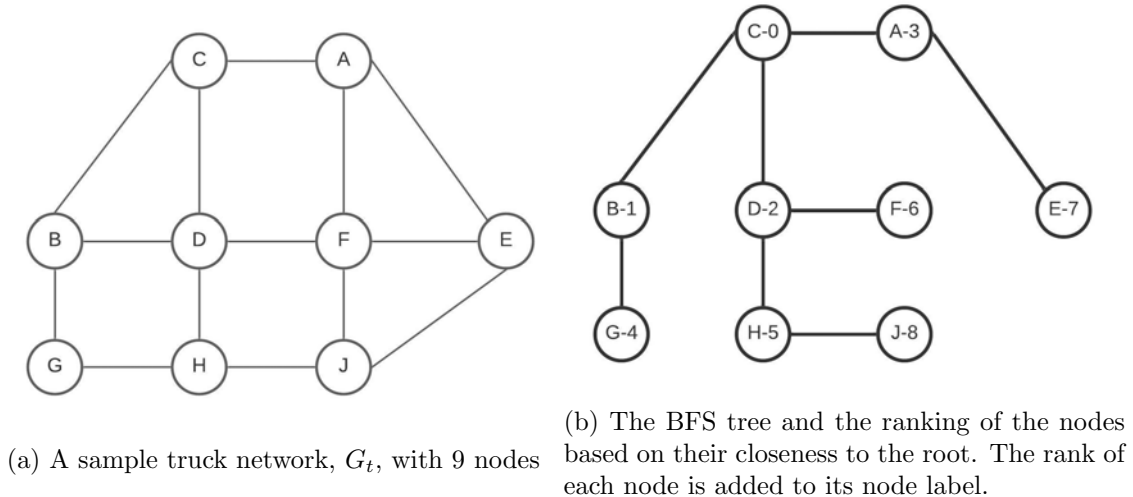 C A
B D F E
G H J
(a) A sample truck network, G_t, with 9 nodes
C-0 A-3
B-1 D-2 F-6 E-7
G-4 H-5 J-8
(b) The BFS tree and the ranking of the nodes
based on their closeness to the root. The rank of
each node is added to its node label.